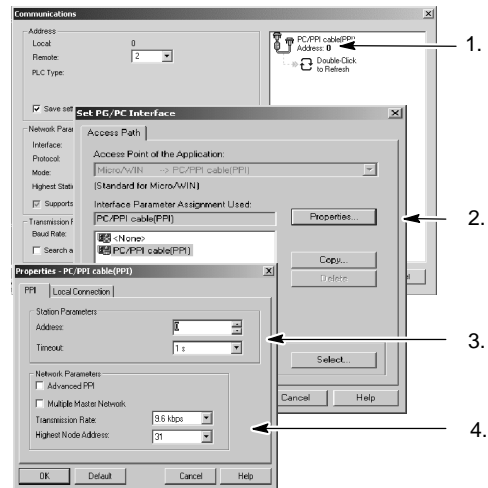 Communications
Address
Local: 0
Remote: 2
PLC Type:
Save set
Network Para
Interface:
Protocol:
Mode:
Highest Stati
Supports
Transmission R
Baud Rate:
Search a
PC/PPI cable(PPI)
Address: 0
Double-Click
to Refresh
1.
Set PG/PC Interface
Access Path
Access Point of the Application:
Micro/WIN -> PC/PPI cable(PPI)
(Standard for Micro/WIN)
Interface Parameter Assignment Used:
PC/PPI cable(PPI)
Properties...
<None>
PC/PPI cable(PPI)
Copy...
Delete
Select...
Cancel
Help
2.
Properties - PC/PPI cable(PPI)
PPI
Local Connection
Station Parameters
Address: 0
Timeout: 1 s
3.
Network Parameters
Advanced PPI
Multiple Master Network
Transmission Rate: 9.6 kbps
Highest Node Address: 31
4.
OK
Default
Cancel
Help